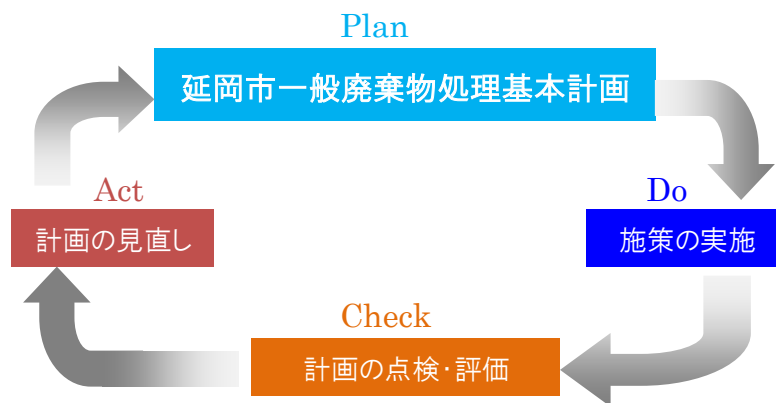 Plan
延岡市一般廃棄物処理基本計画
Do
施策の実施
Check
計画の点検・評価
Act
計画の見直し